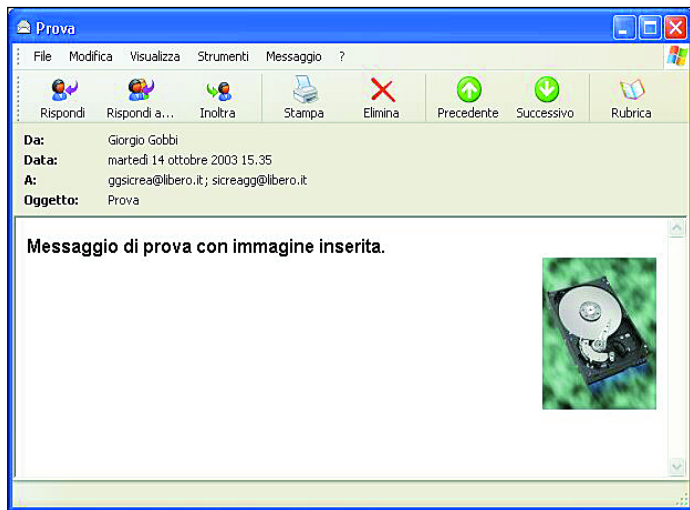 Prova
File Modifica Visualizza Strumenti Messaggio ?
Rispondi Rispondi a... Inoltra Stampa Elimina Precedente Successivo Rubrica
Da: Giorgio Gobbi
Data: martedì 14 ottobre 2003 15.35
A: ggsicrea@libero.it; sicreagg@libero.it
Oggetto: Prova
Messaggio di prova con immagine inserita.